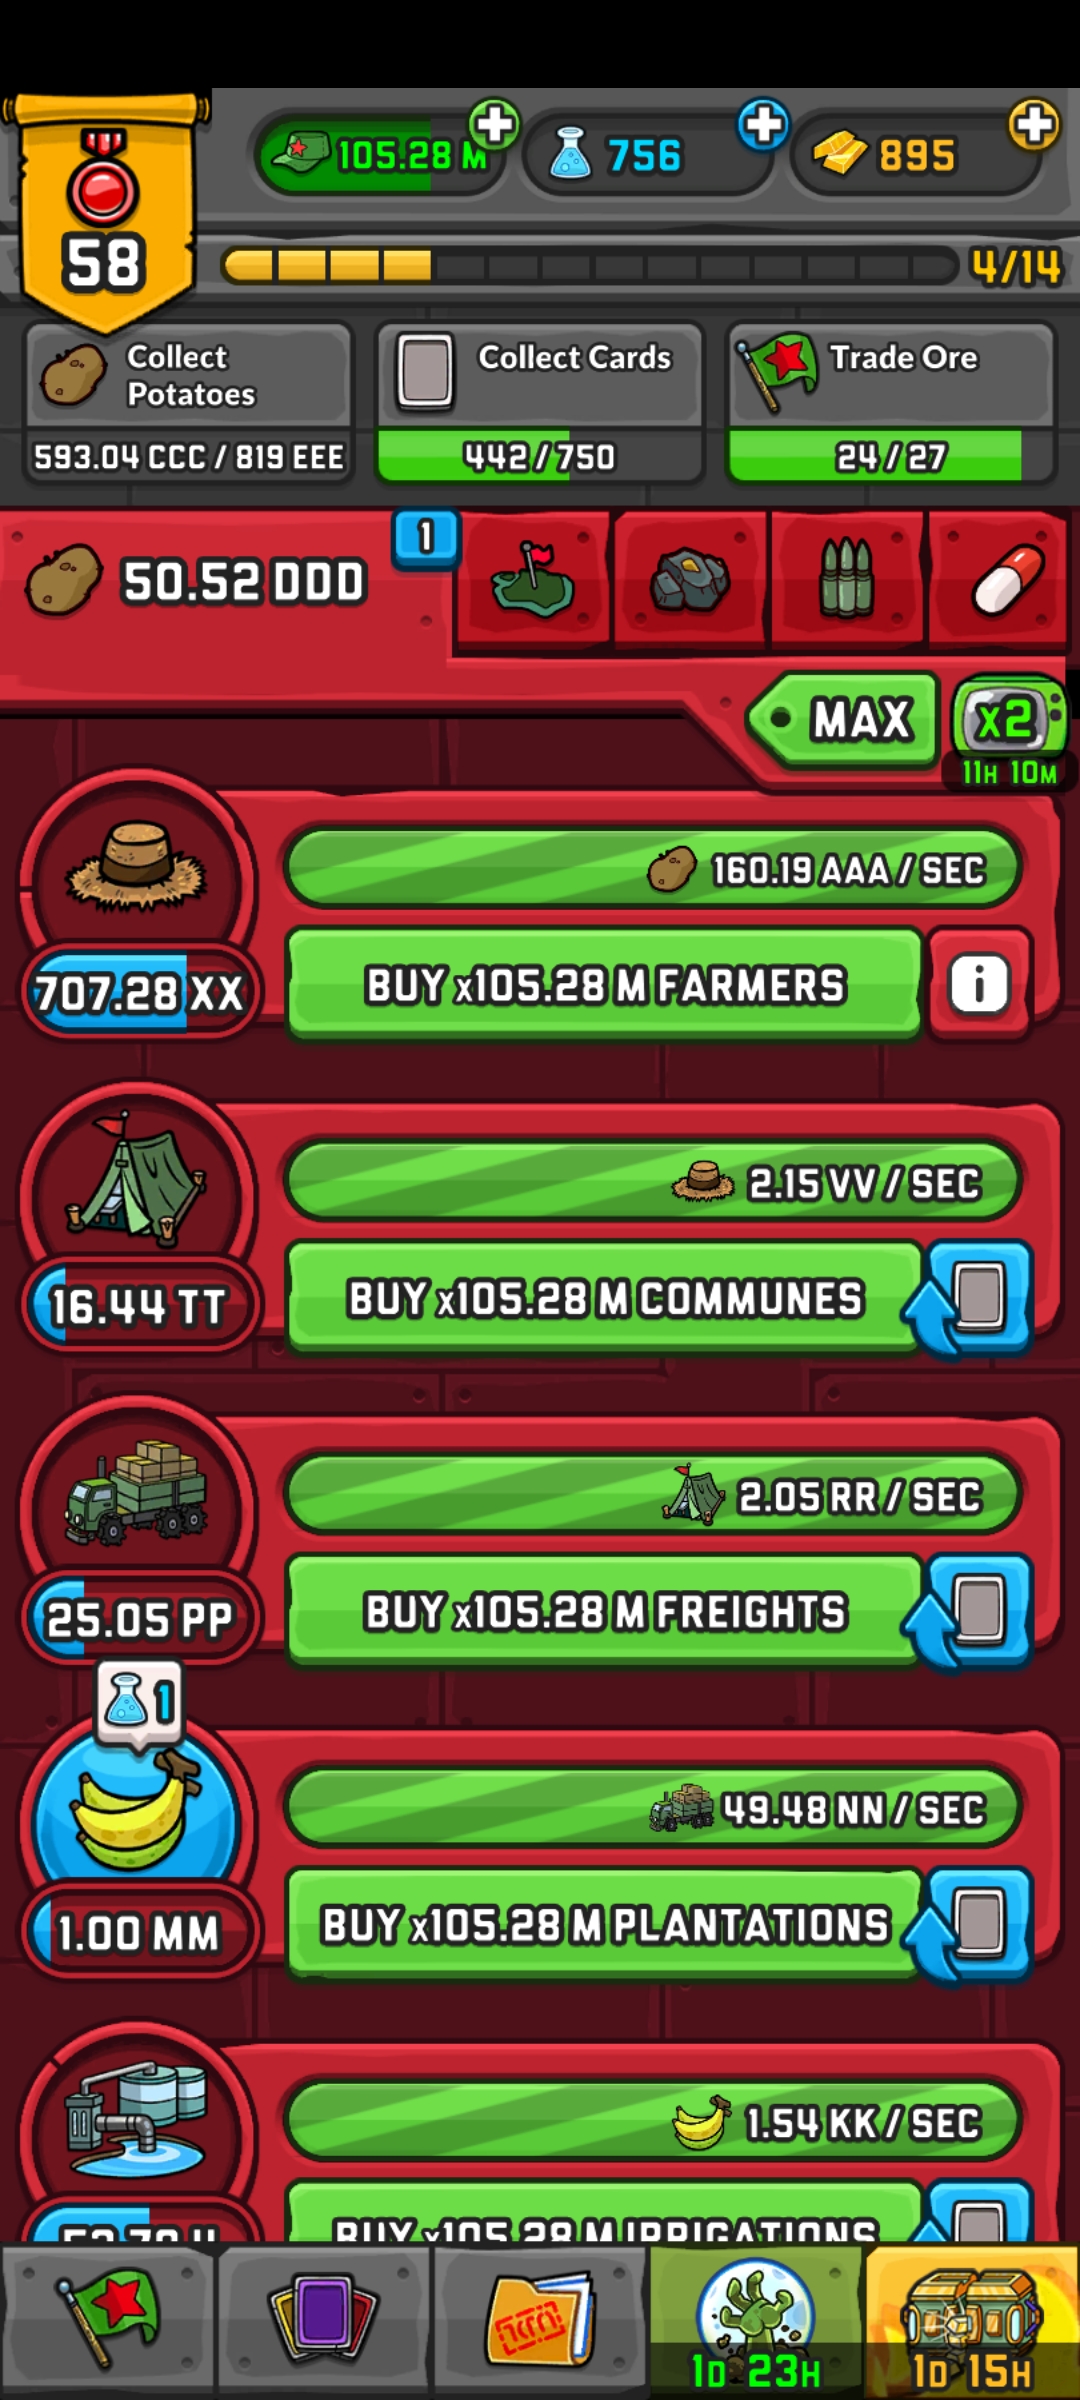 58
105.28 M
756
895
4/14
Collect
Potatoes
593.04 CCC / 819 EEE
Collect Cards
442/750
Trade Ore
24/27
50.52 DDD
1
MAX
x2
11H 10M
160.19 AAA / SEC
707.28 XX
BUY x105.28 M FARMERS
i
2.15 VV / SEC
16.44 TT
BUY x105.28 M COMMUNES
2.05 RR / SEC
25.05 PP
BUY x105.28 M FREIGHTS
1
49.48 NN / SEC
1.00 MM
BUY x105.28 M PLANTATIONS
1.54 KK / SEC
BUY x105.28 M IRRIGATIONS
1D 23H
1D 15H